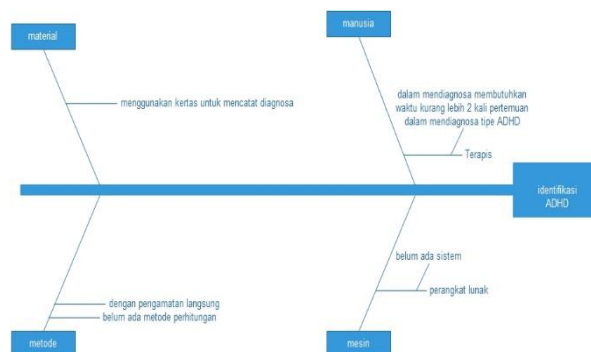 material
manusia
menggunakan kertas untuk mencatat diagnosa
dalam mendiagnosa membutuhkan
waktu kurang lebih 2 kali pertemuan
dalam mendiagnosa tipe ADHD
Terapis
identifikasi
ADHD
belum ada sistem
perangkat lunak
dengan pengamatan langsung
belum ada metode perhitungan
metode
mesin